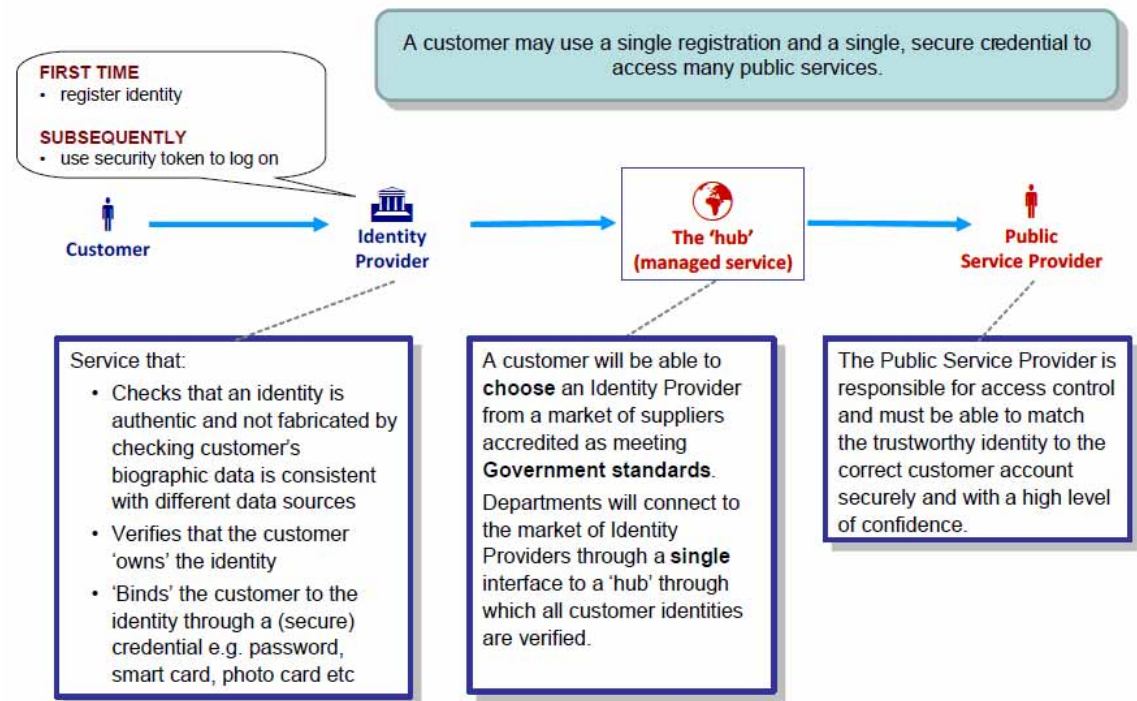 A customer may use a single registration and a single, secure credential to
access many public services.
FIRST TIME
• register identity
SUBSEQUENTLY
• use security token to log on
Customer
Identity
Provider
The ‘hub’
(managed service)
Public
Service Provider
Service that:
• Checks that an identity is
authentic and not fabricated by
checking customer's
biographic data is consistent
with different data sources
• Verifies that the customer
‘owns’ the identity
• ‘Binds’ the customer to the
identity through a (secure)
credential e.g. password,
smart card, photo card etc
A customer will be able to
choose an Identity Provider
from a market of suppliers
accredited as meeting
Government standards.
Departments will connect to
the market of Identity
Providers through a single
interface to a ‘hub’ through
which all customer identities
are verified.
The Public Service Provider is
responsible for access control
and must be able to match
the trustworthy identity to the
correct customer account
securely and with a high level
of confidence.